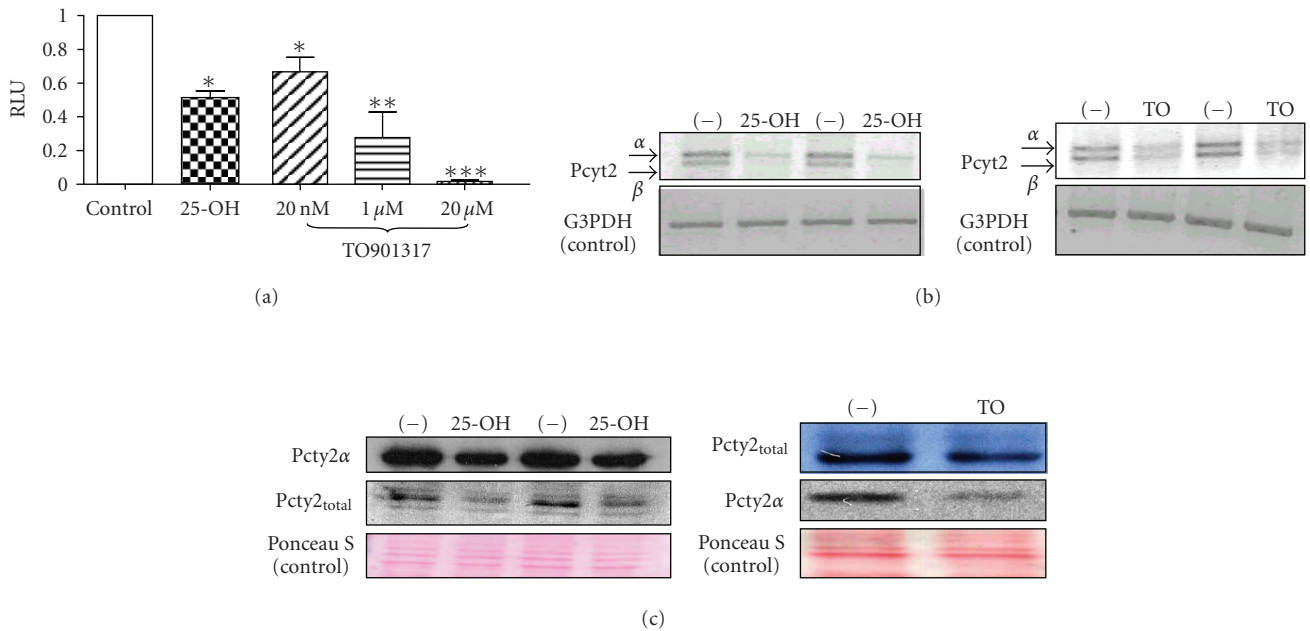 1
0.8
0.6
0.4
0.2
0
RLU
*
*
**
***
Control
25-OH
20 nM
1 µM
20 µM
TO901317
(a)
(−) 25-OH (−) 25-OH
α
Pcyt2
β
G3PDH
(control)
(−) TO (−) TO
α
Pcyt2
β
G3PDH
(control)
(b)
(−) 25-OH (−) 25-OH
Pcty2α
Pcty2total
Ponceau S
(control)
(−) TO
Pcty2total
Pcty2α
Ponceau S
(control)
(c)